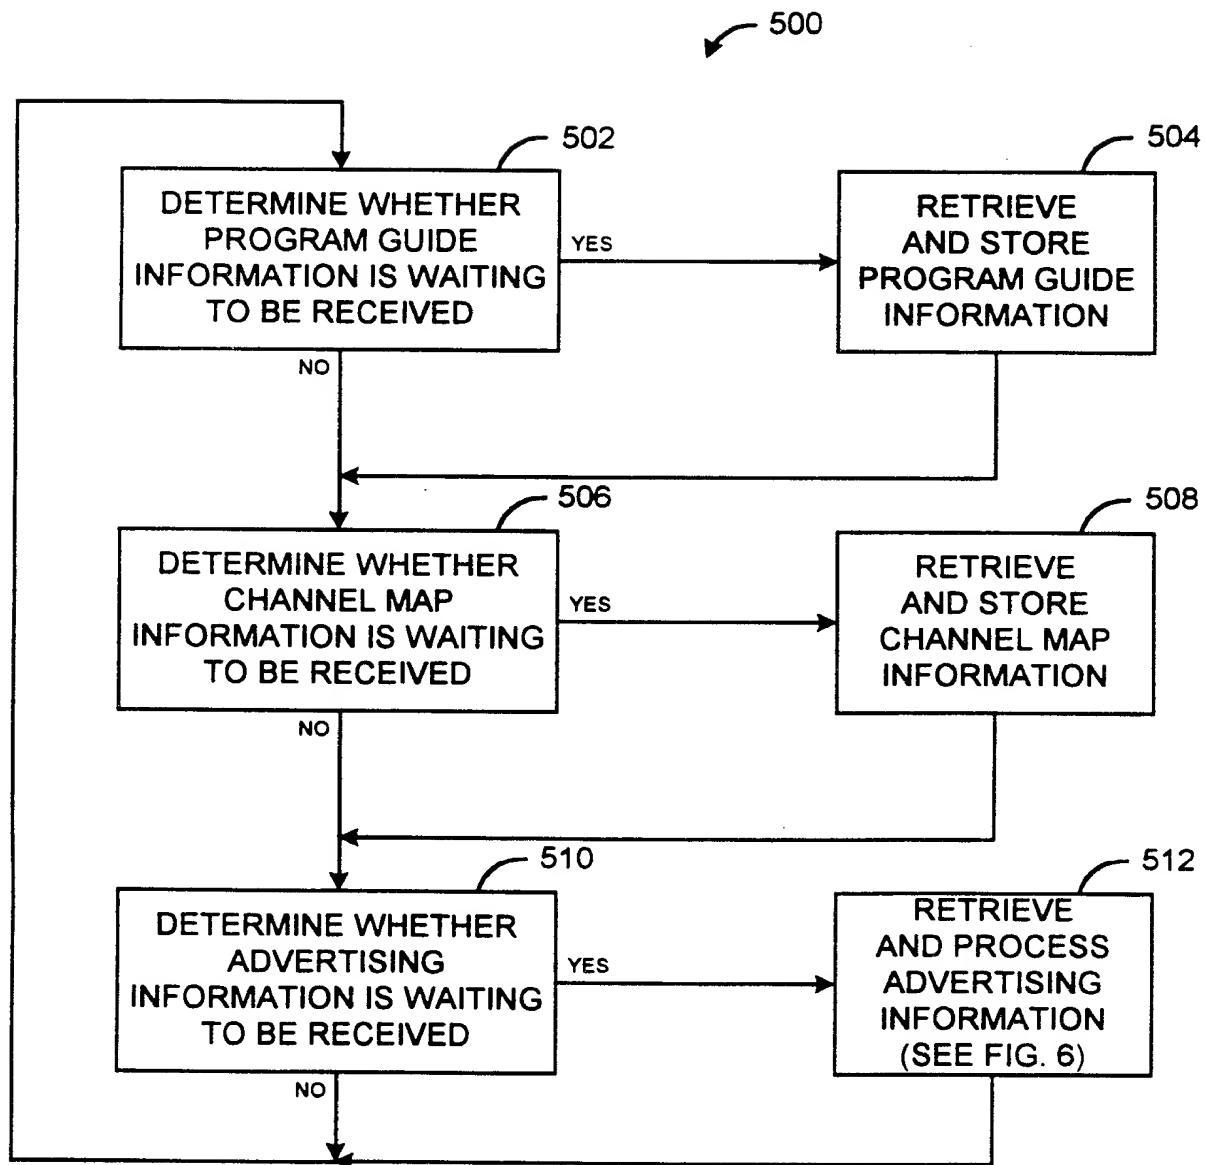 500
502
DETERMINE WHETHER
PROGRAM GUIDE
INFORMATION IS WAITING
TO BE RECEIVED
YES
NO
504
RETRIEVE
AND STORE
PROGRAM GUIDE
INFORMATION
506
DETERMINE WHETHER
CHANNEL MAP
INFORMATION IS WAITING
TO BE RECEIVED
YES
NO
508
RETRIEVE
AND STORE
CHANNEL MAP
INFORMATION
510
DETERMINE WHETHER
ADVERTISING
INFORMATION IS WAITING
TO BE RECEIVED
YES
NO
512
RETRIEVE
AND PROCESS
ADVERTISING
INFORMATION
(SEE FIG. 6)